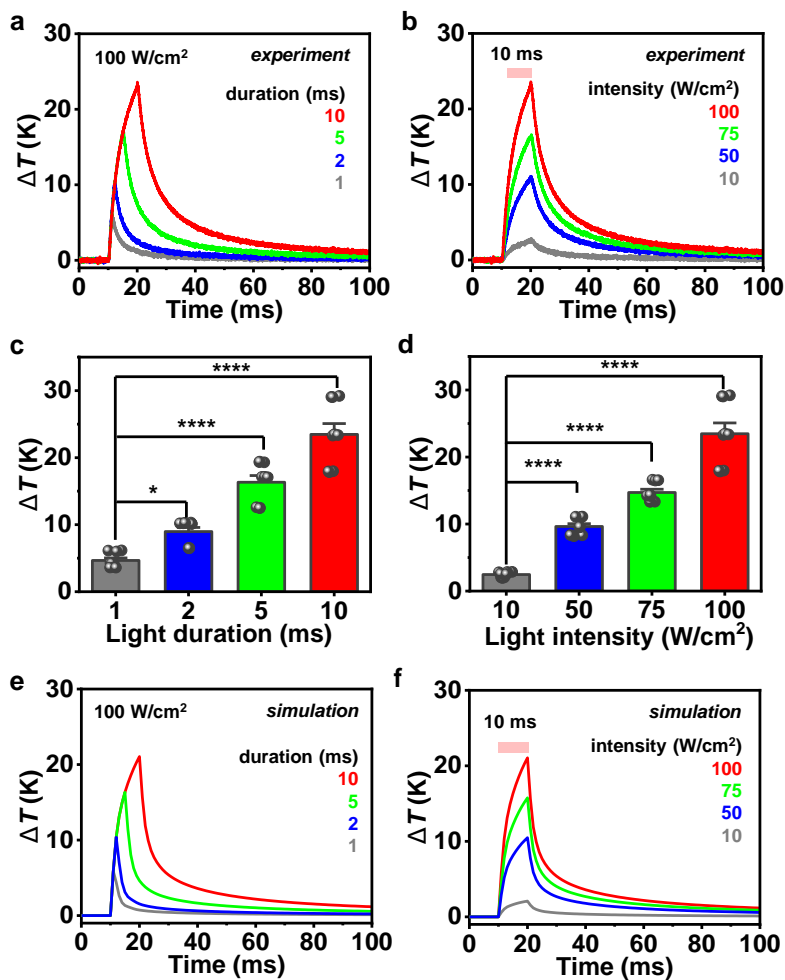 a
100 W/cm²
experiment
duration (ms)
10
5
2
1
30
20
10
0
ΔT (K)
0 20 40 60 80 100
Time (ms)
b
10 ms
experiment
intensity (W/cm²)
100
75
50
10
30
20
10
0
ΔT (K)
0 20 40 60 80 100
Time (ms)
c
****
****
*
30
20
10
0
ΔT (K)
1 2 5 10
Light duration (ms)
d
****
****
****
30
20
10
0
ΔT (K)
10 50 75 100
Light intensity (W/cm²)
e
100 W/cm²
simulation
duration (ms)
10
5
2
1
30
20
10
0
ΔT (K)
0 20 40 60 80 100
Time (ms)
f
10 ms
simulation
intensity (W/cm²)
100
75
50
10
30
20
10
0
ΔT (K)
0 20 40 60 80 100
Time (ms)